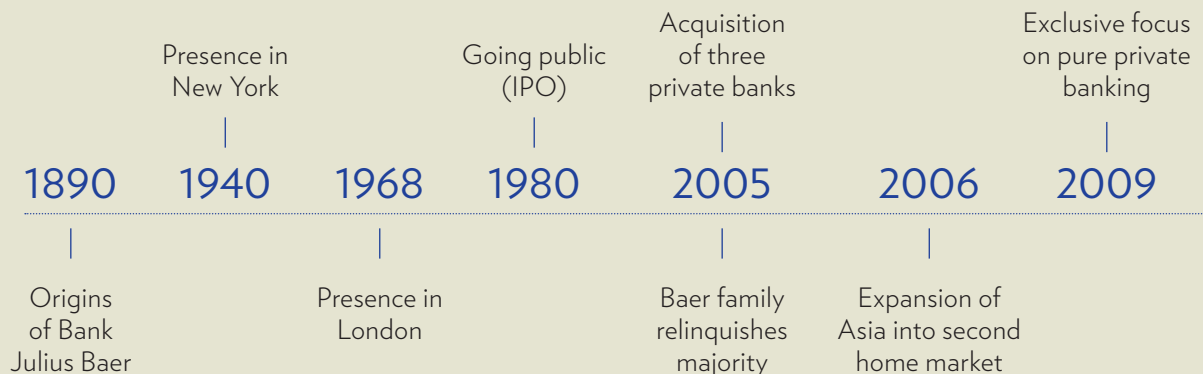 Presence in
New York
Going public
(IPO)
Acquisition
of three
private banks
Exclusive focus
on pure private
banking
1890 1940 1968 1980 2005 2006 2009
Origins
of Bank
Julius Baer
Presence in
London
Baer family
relinquishes
majority
Expansion of
Asia into second
home market